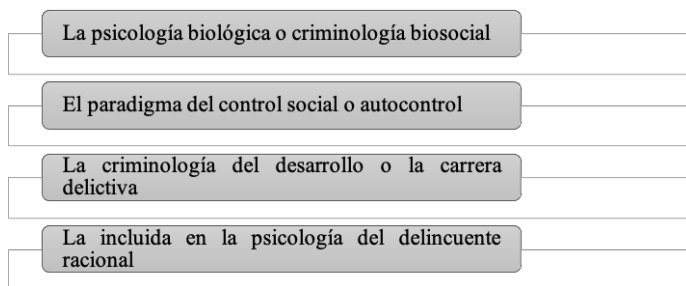 La psicología biológica o criminología biosocial
El paradigma del control social o autocontrol
La criminología del desarrollo o la carrera
delictiva
La incluida en la psicología del delincuente
racional